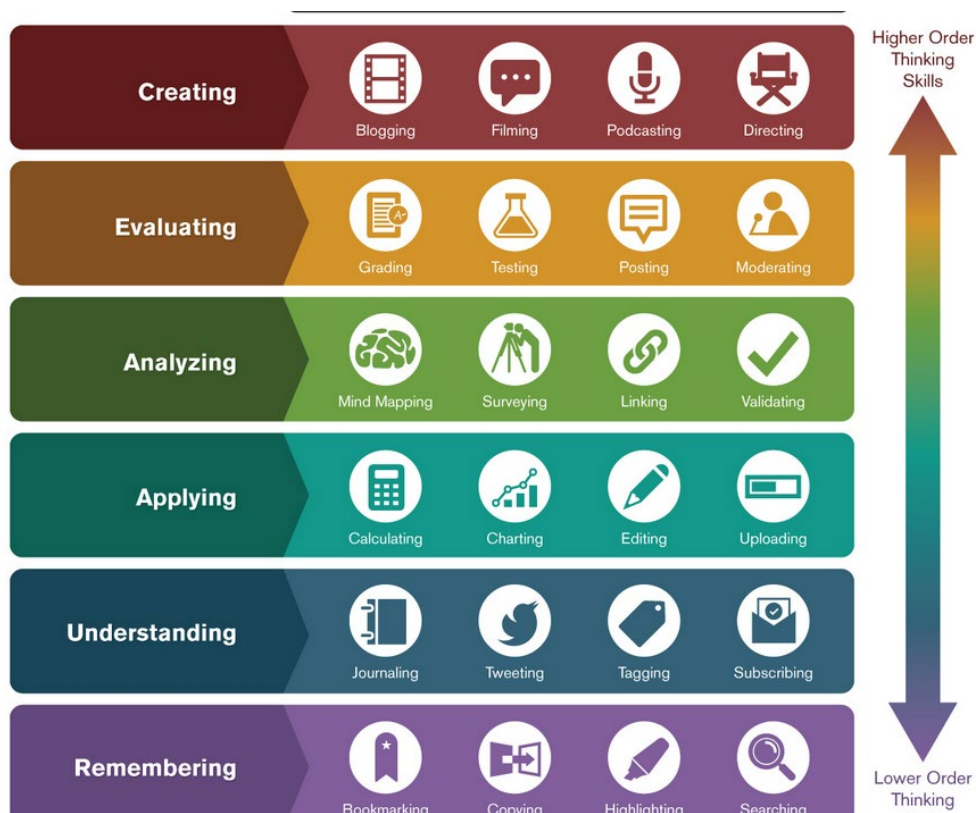 Higher Order
Thinking
Skills
Creating
Blogging
Filming
Podcasting
Directing
Evaluating
A+
Grading
Testing
Posting
Moderating
Analyzing
Mind Mapping
Surveying
Linking
Validating
Applying
Calculating
Charting
Editing
Uploading
Understanding
Journaling
Tweeting
Tagging
Subscribing
Remembering
Bookmarking
Copying
Highlighting
Searching
Lower Order
Thinking